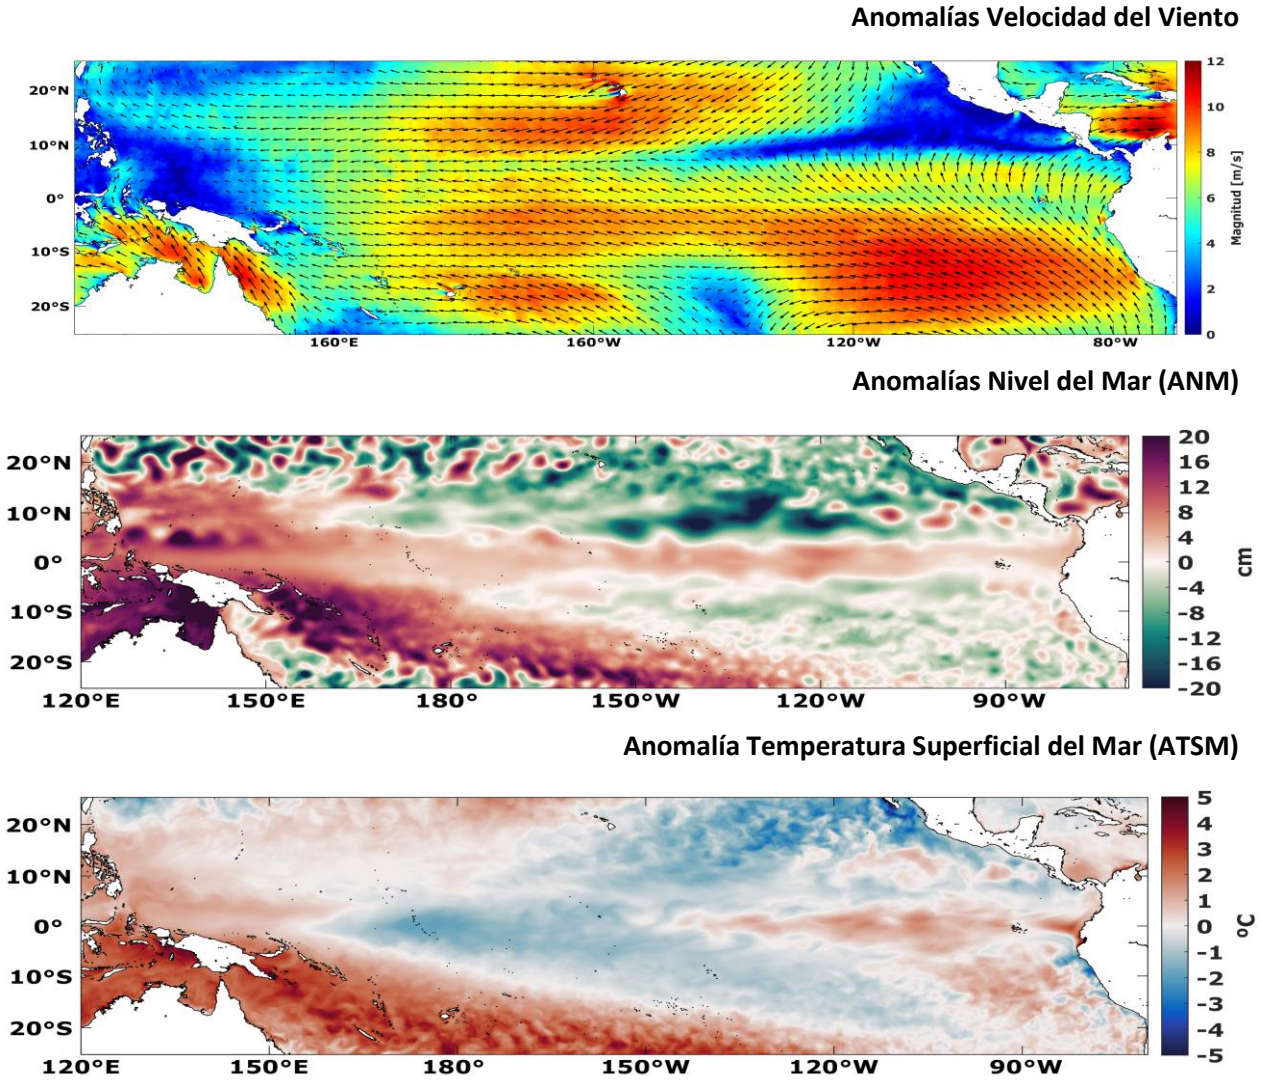 Anomalías Velocidad del Viento
20°N
10°N
0°
10°S
20°S
160°E
160°W
120°W
80°W
12
10
8
6
4
2
0
Magnitud [m/s]
Anomalías Nivel del Mar (ANM)
20°N
10°N
0°
10°S
20°S
120°E
150°E
180°
150°W
120°W
90°W
20
16
12
8
4
0
-4
-8
-12
-16
-20
cm
Anomalía Temperatura Superficial del Mar (ATSM)
20°N
10°N
0°
10°S
20°S
120°E
150°E
180°
150°W
120°W
90°W
5
4
3
2
1
0
-1
-2
-3
-4
-5
ºC